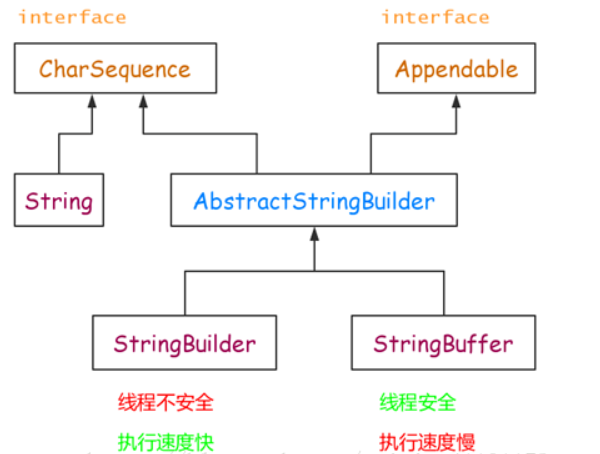 interface
interface
CharSequence
Appendable
String
AbstractStringBuilder
StringBuilder
StringBuffer
线程不安全
线程安全
执行速度快
执行速度慢